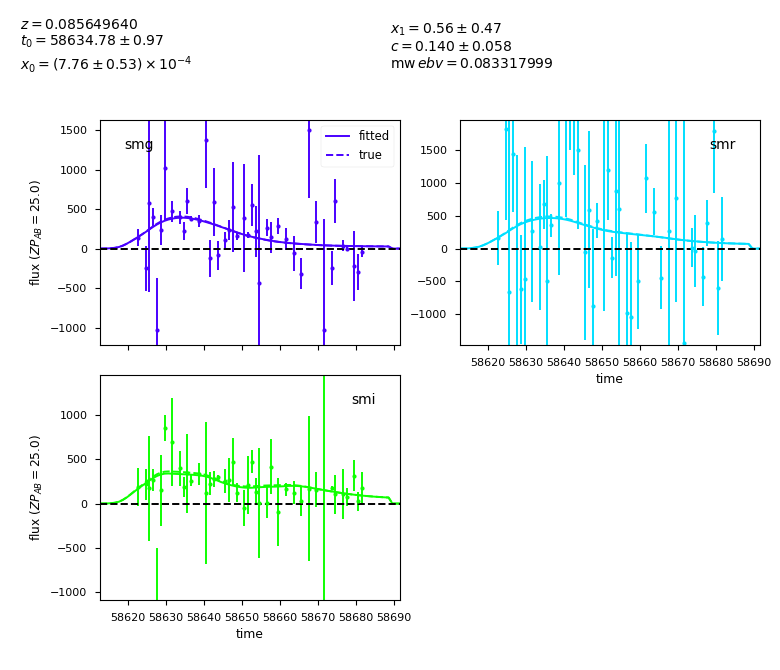 z = 0.085649640
t₀ = 58634.78 ± 0.97
x₀ = (7.76 ± 0.53) × 10⁻⁴
x₁ = 0.56 ± 0.47
c = 0.140 ± 0.058
mw ebv = 0.083317999
smg
fitted
true
1500
1000
500
0
−500
−1000
flux (ZP_AB = 25.0)
smr
1500
1000
500
0
−500
−1000
58620 58630 58640 58650 58660 58670 58680 58690
time
smi
1000
500
0
−500
−1000
flux (ZP_AB = 25.0)
58620 58630 58640 58650 58660 58670 58680 58690
time